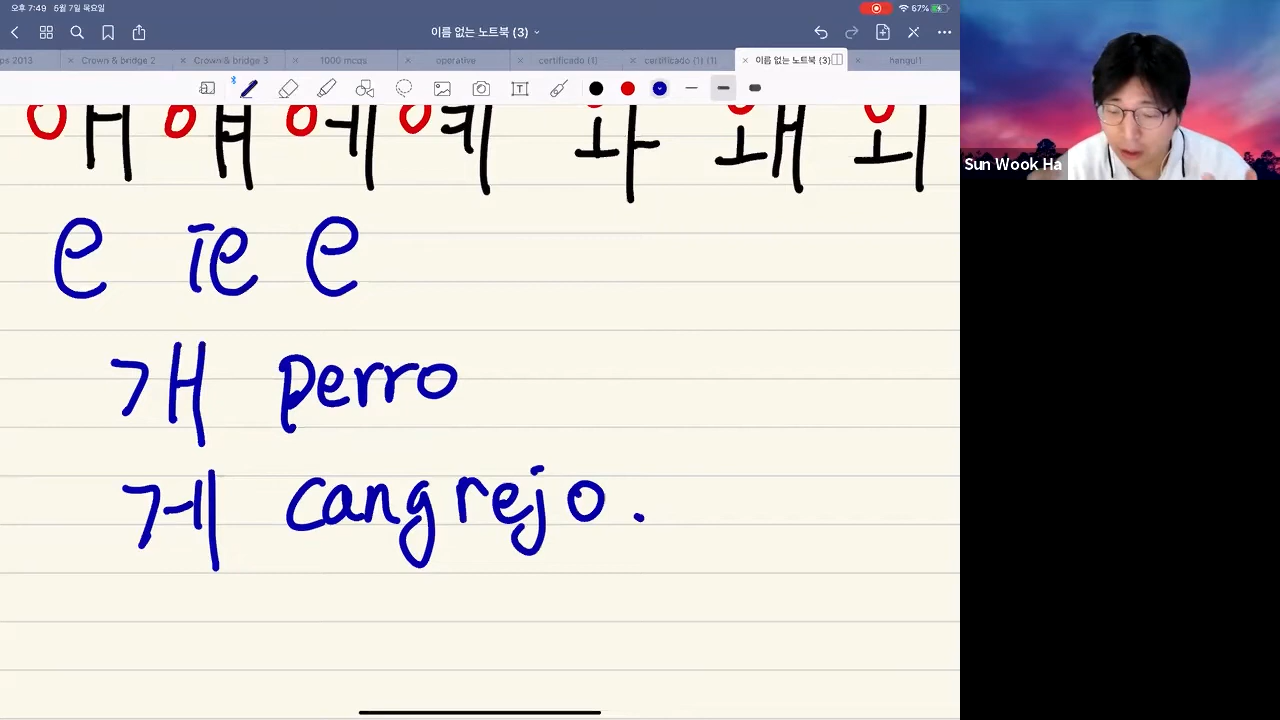 오후 7:49 5월 7일 목요일
67%
이름 없는 노트북 (3)
ps 2013
Crown & bridge 2
Crown & bridge 3
1000 mcqs
operative
certificado (1)
certificado (1) (1)
이름 없는 노트북 (3)
hangul1
애 얘 에 예 와 왜 외
e ie e
개 perro
게 cangrejo.
Sun Wook Ha